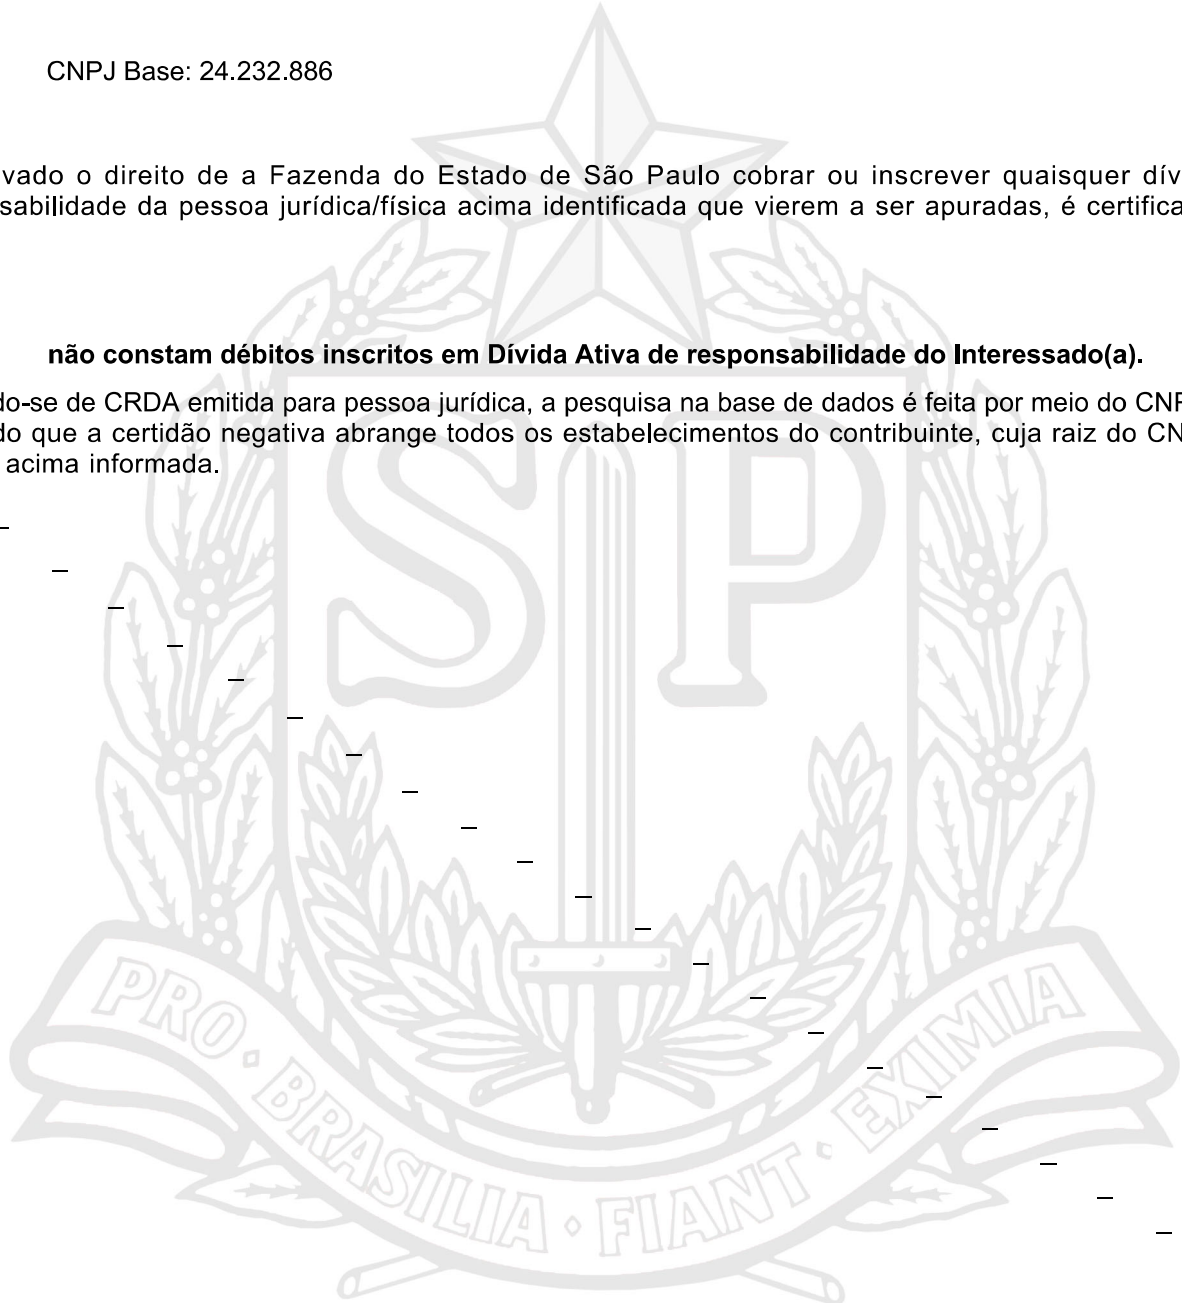 CNPJ Base: 24.232.886
vado o direito de a Fazenda do Estado de São Paulo cobrar ou inscrever quaisquer dív
sabilidade da pessoa jurídica/física acima identificada que vierem a ser apuradas, é certifica
não constam débitos inscritos em Dívida Ativa de responsabilidade do Interessado(a).
do-se de CRDA emitida para pessoa jurídica, a pesquisa na base de dados é feita por meio do CNP
do que a certidão negativa abrange todos os estabelecimentos do contribuinte, cuja raiz do CN
acima informada.
SP
PRO · BRASILIA · FIANT · EXIMIA